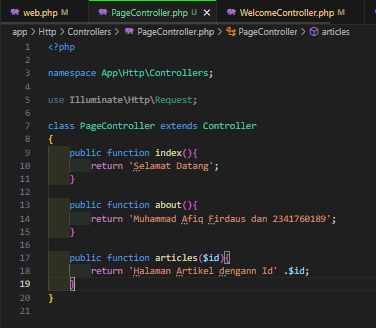 web.php M
PageController.php U
WelcomeController.php M
app > Http > Controllers > PageController.php > PageController > articles
1 <?php
2
3 namespace App\Http\Controllers;
4
5 use Illuminate\Http\Request;
6
7 class PageController extends Controller
8 {
9 public function index(){
10 return 'Selamat Datang';
11 }
12
13 public function about(){
14 return 'Muhammad Afiq Firdaus dan 2341760189';
15 }
16
17 public function articles($id){
18 return 'Halaman Artikel dengann Id' .$id;
19 }
20 }
21